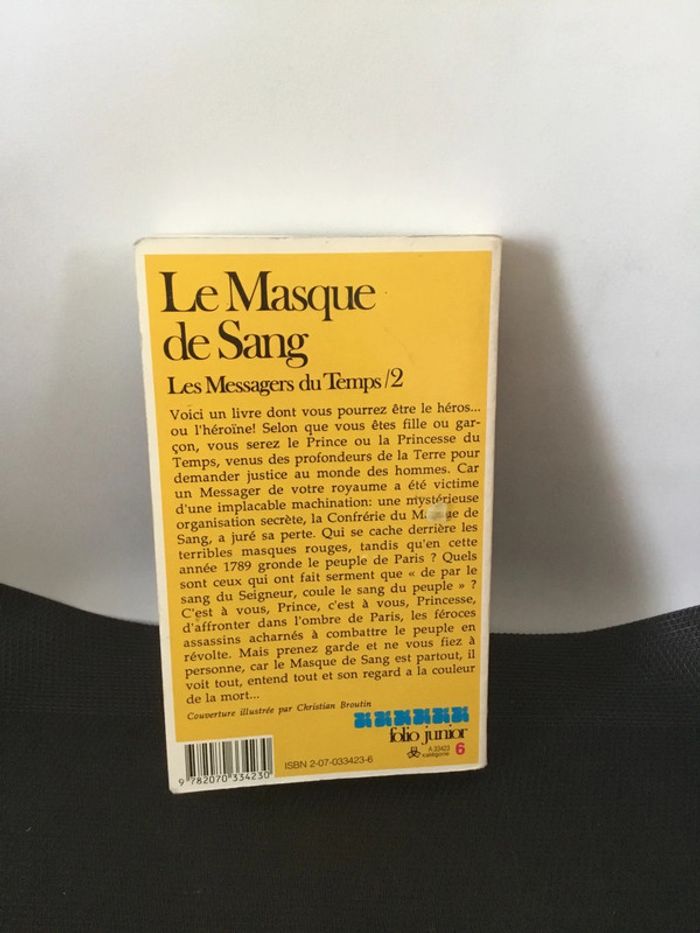 Le Masque
de Sang
Les Messagers du Temps/2
Voici un livre dont vous pourrez être le héros...
ou l'héroïne! Selon que vous êtes fille ou gar-
çon, vous serez le Prince ou la Princesse du
Temps, venus des profondeurs de la Terre pour
demander justice au monde des hommes. Car
un Messager de votre royaume a été victime
d'une implacable machination: une mystérieuse
organisation secrète, la Confrérie du Masque de
Sang, a juré sa perte. Qui se cache derrière les
terribles masques rouges, tandis qu'en cette
année 1789 gronde le peuple de Paris ? Quels
sont ceux qui ont fait serment que « de par le
sang du Seigneur, coule le sang du peuple » ?
C'est à vous, Prince, c'est à vous, Princesse,
d'affronter dans l'ombre de Paris, les féroces
assassins acharnés à combattre le peuple en
révolte. Mais prenez garde et ne vous fiez à
personne, car le Masque de Sang est partout, il
voit tout, entend tout et son regard a la couleur
de la mort...
Couverture illustrée par Christian Broutin
folio junior
A 33423
catégorie 6
ISBN 2-07-033423-6
9 782070 334230